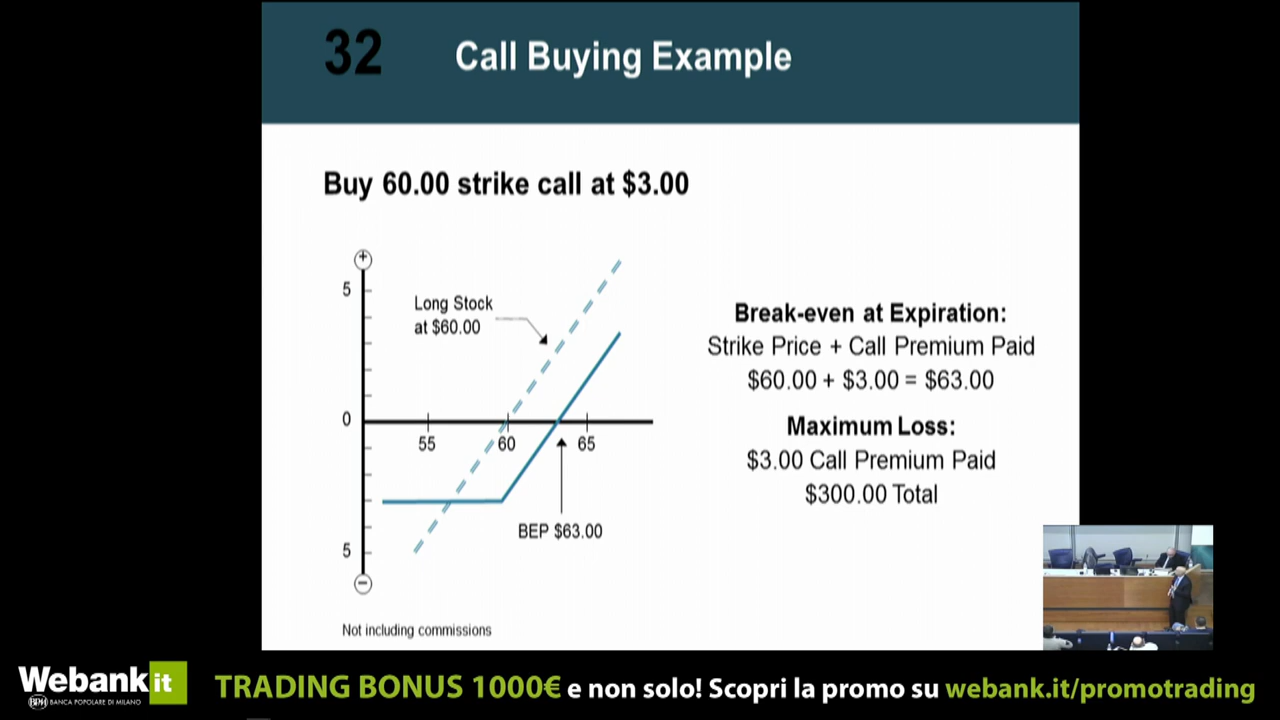 32 Call Buying Example
Buy 60.00 strike call at $3.00
+
5
Long Stock
at $60.00
0
55 60 65
BEP $63.00
5
−
Not including commissions
Break-even at Expiration:
Strike Price + Call Premium Paid
$60.00 + $3.00 = $63.00
Maximum Loss:
$3.00 Call Premium Paid
$300.00 Total
Webank it
BPM BANCA POPOLARE DI MILANO
TRADING BONUS 1000€ e non solo! Scopri la promo su webank.it/promotrading